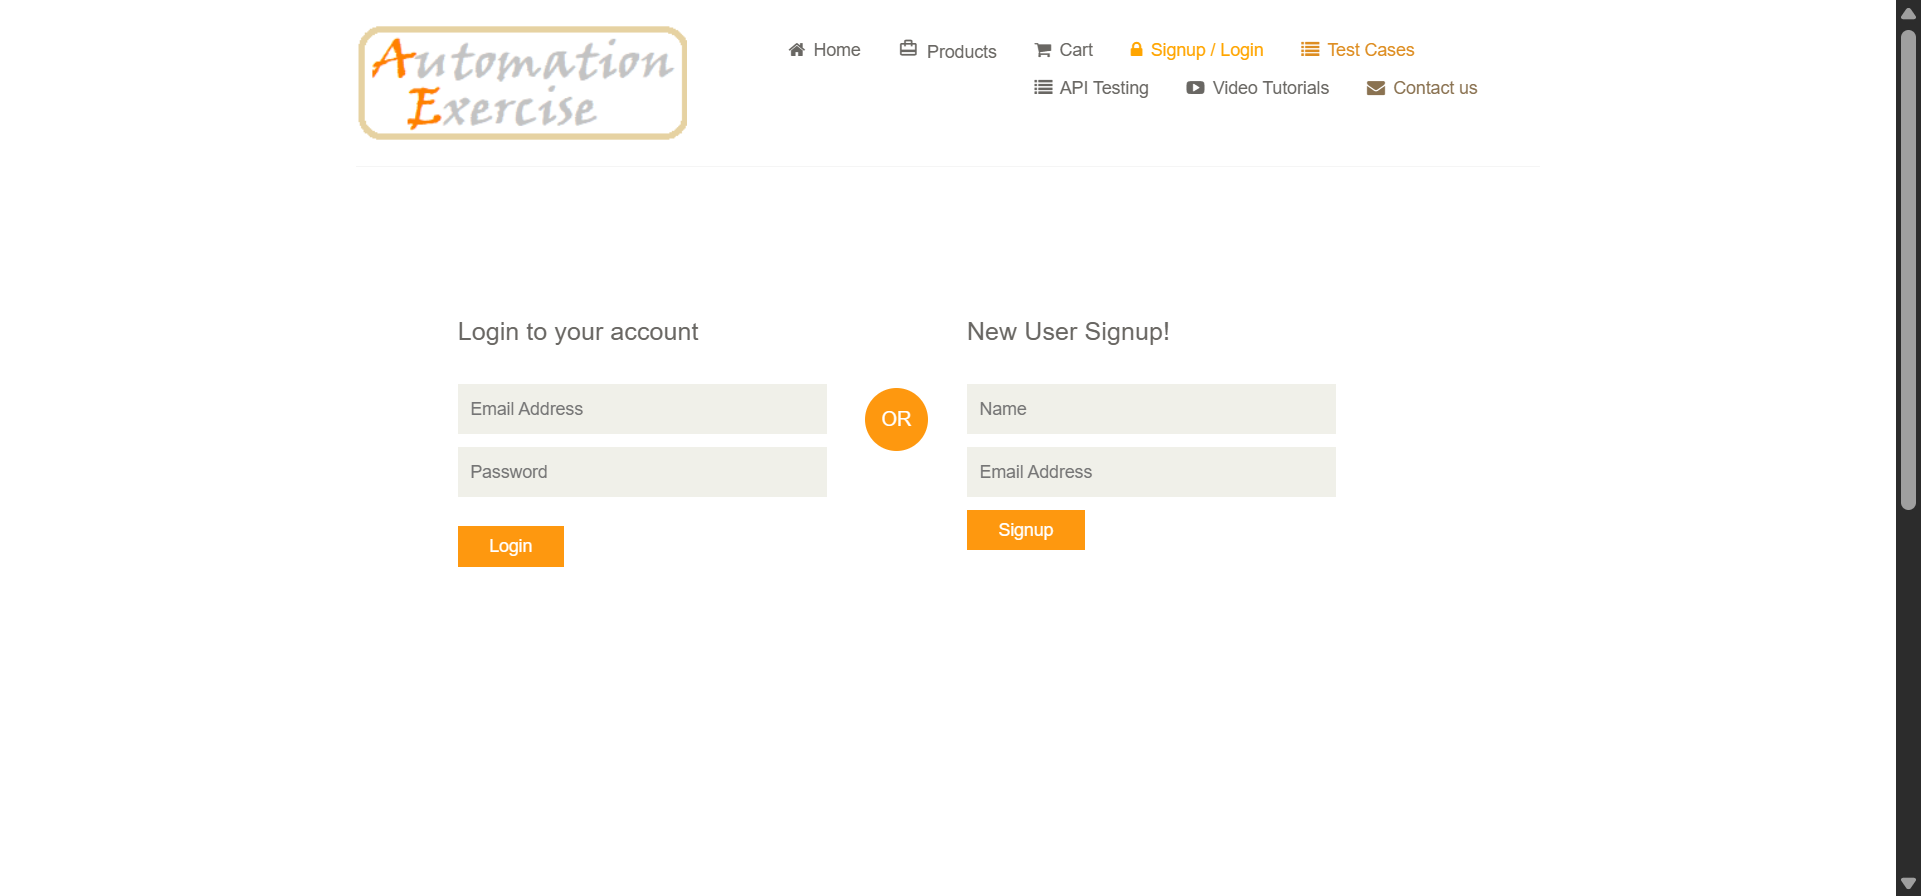 Automation
Exercise
Home
Products
Cart
Signup / Login
Test Cases
API Testing
Video Tutorials
Contact us
Login to your account
Email Address
Password
Login
OR
New User Signup!
Name
Email Address
Signup